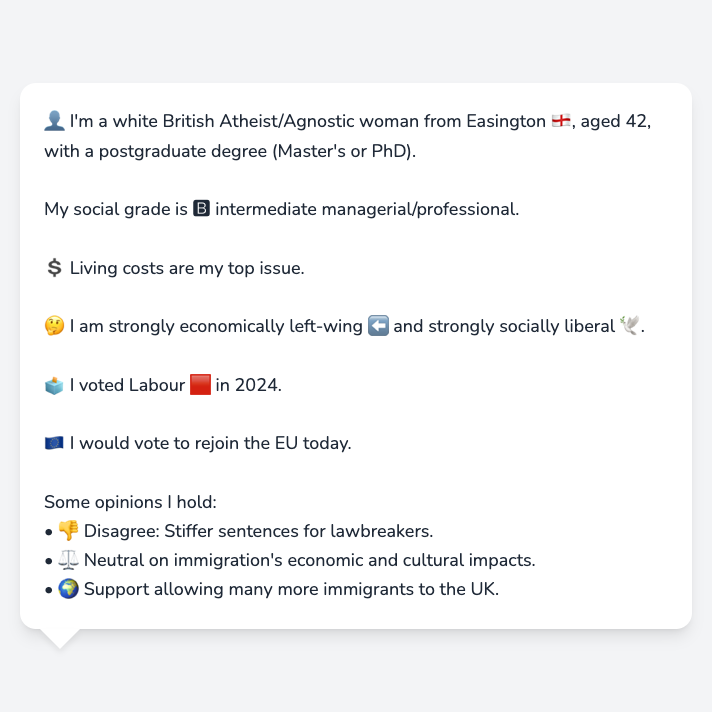 👤 I'm a white British Atheist/Agnostic woman from Easington 🏴󠁧󠁢󠁥󠁮󠁧󠁿, aged 42,
with a postgraduate degree (Master's or PhD).
My social grade is 🅱 intermediate managerial/professional.
💲 Living costs are my top issue.
🤔 I am strongly economically left-wing ⬅️ and strongly socially liberal 🕊️.
🗳️ I voted Labour 🟥 in 2024.
🇪🇺 I would vote to rejoin the EU today.
Some opinions I hold:
• 👎 Disagree: Stiffer sentences for lawbreakers.
• ⚖️ Neutral on immigration's economic and cultural impacts.
• 🌍 Support allowing many more immigrants to the UK.